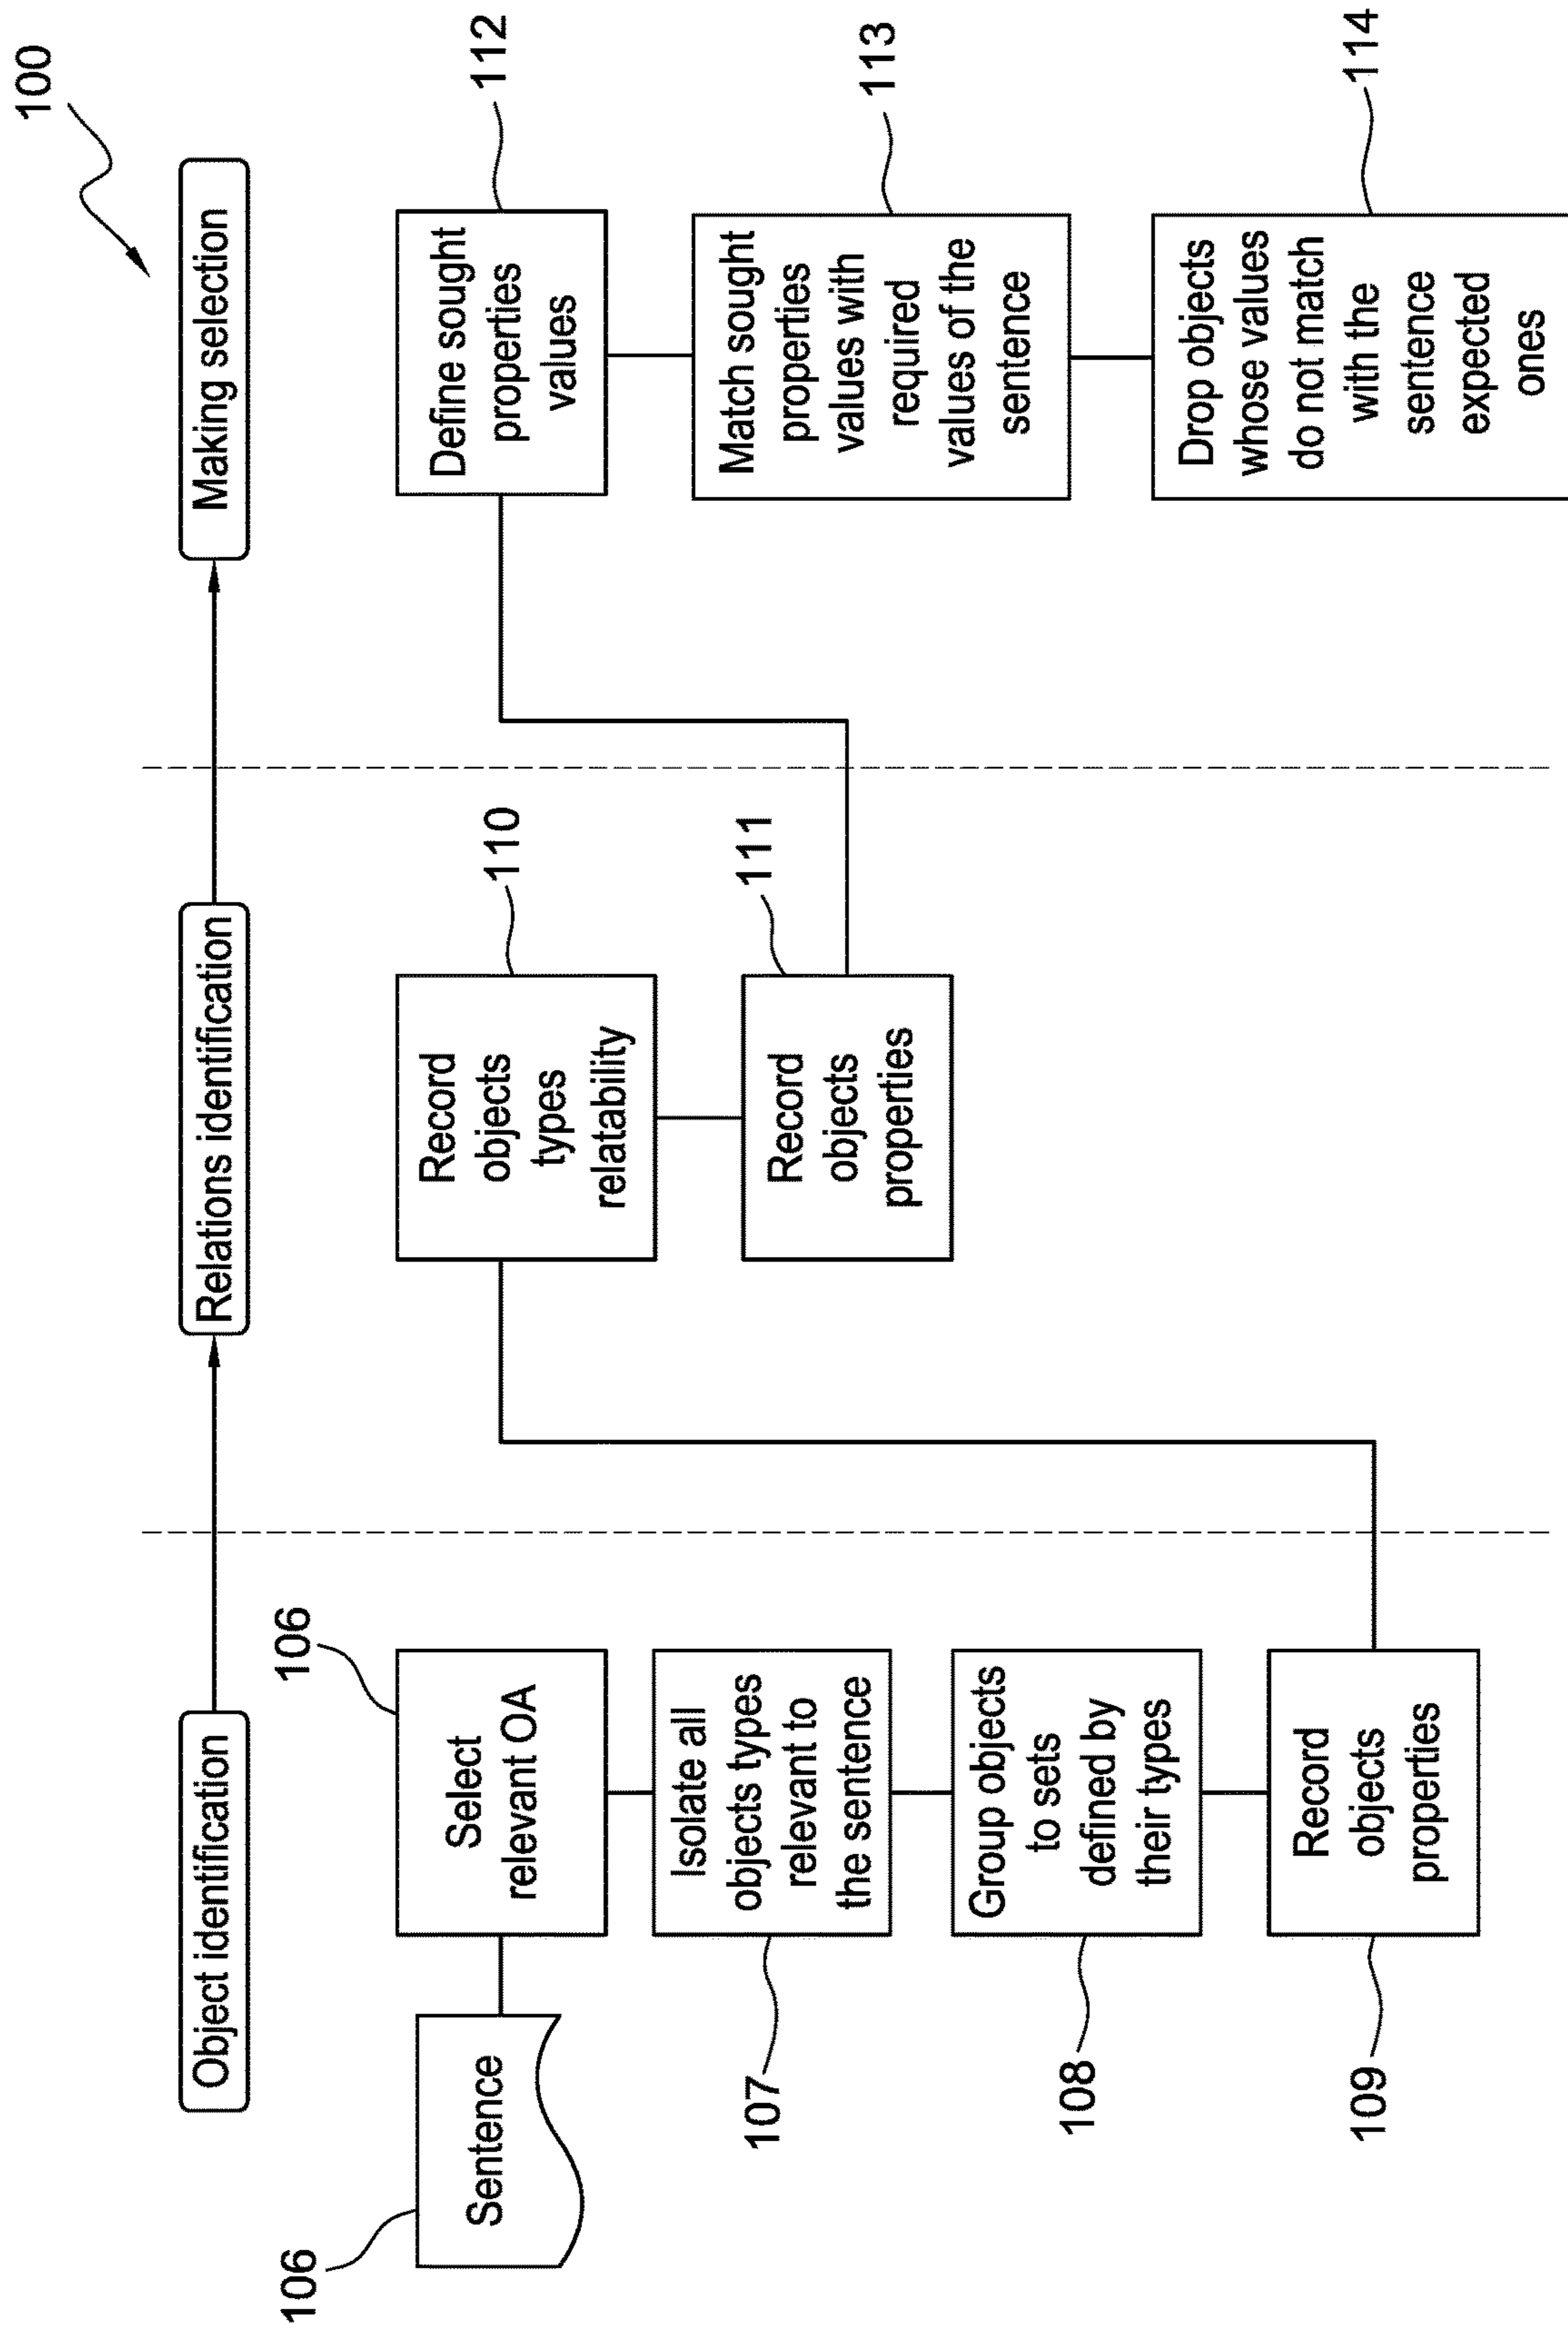 100
Object identification
Relations identification
Making selection
106
Sentence
106
Select
relevant OA
107
Isolate all
objects types
relevant to
the sentence
108
Group objects
to sets
defined by
their types
109
Record
objects
properties
110
Record
objects
types
relatability
111
Record
objects
properties
112
Define sought
properties
values
113
Match sought
properties
values with
required
values of the
sentence
114
Drop objects
whose values
do not match
with the
sentence
expected
ones